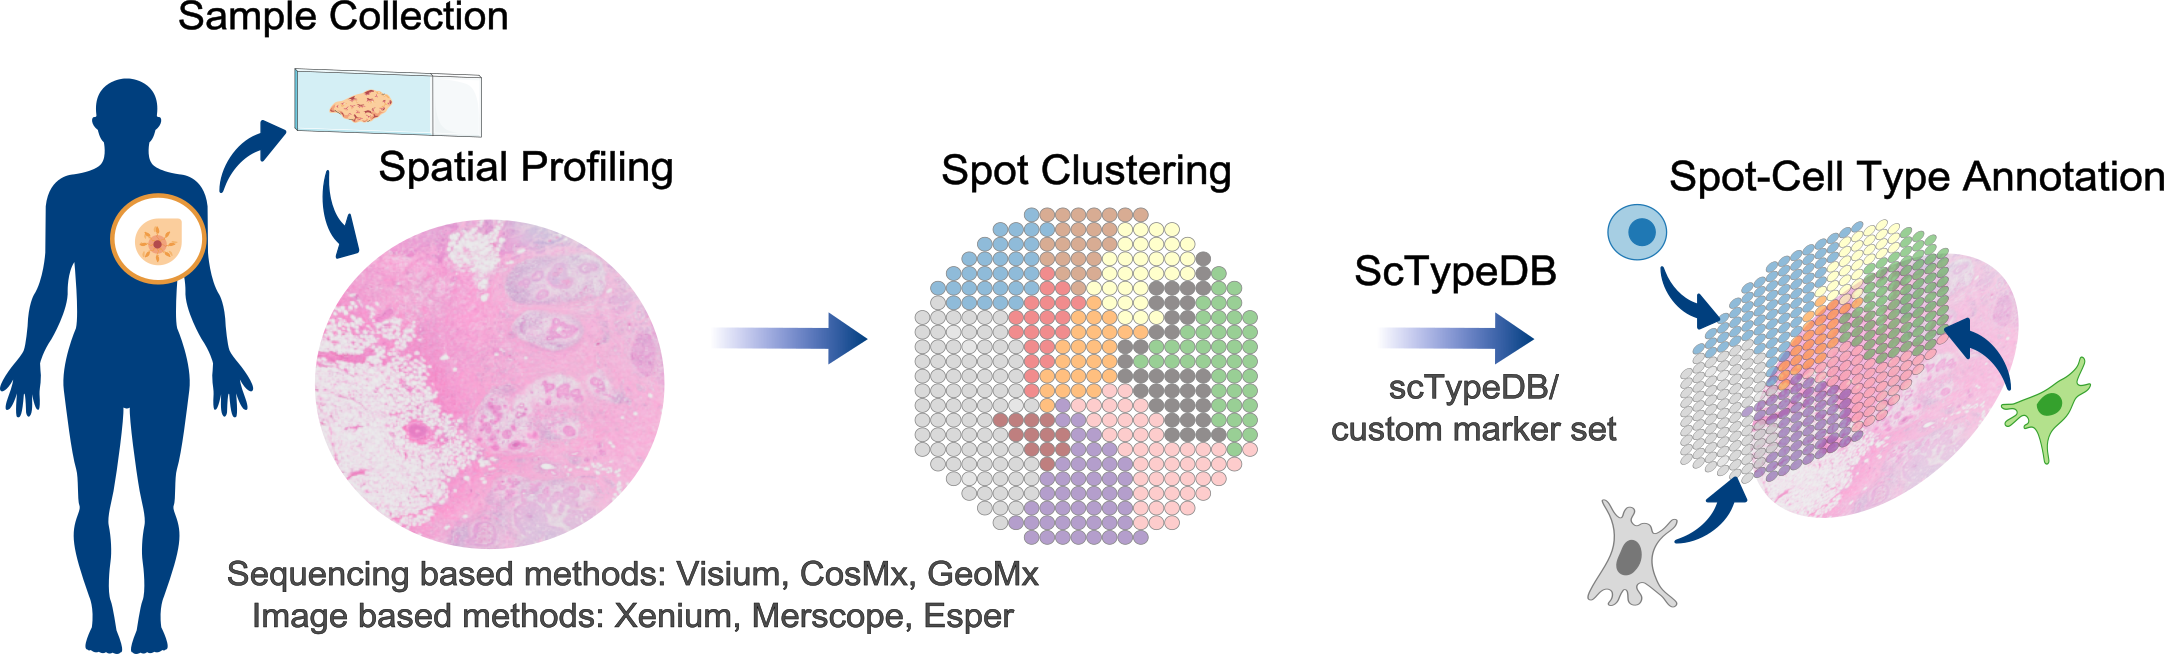 Sample Collection
Spatial Profiling
Sequencing based methods: Visium, CosMx, GeoMx
Image based methods: Xenium, Merscope, Esper
Spot Clustering
ScTypeDB
scTypeDB/
custom marker set
Spot-Cell Type Annotation